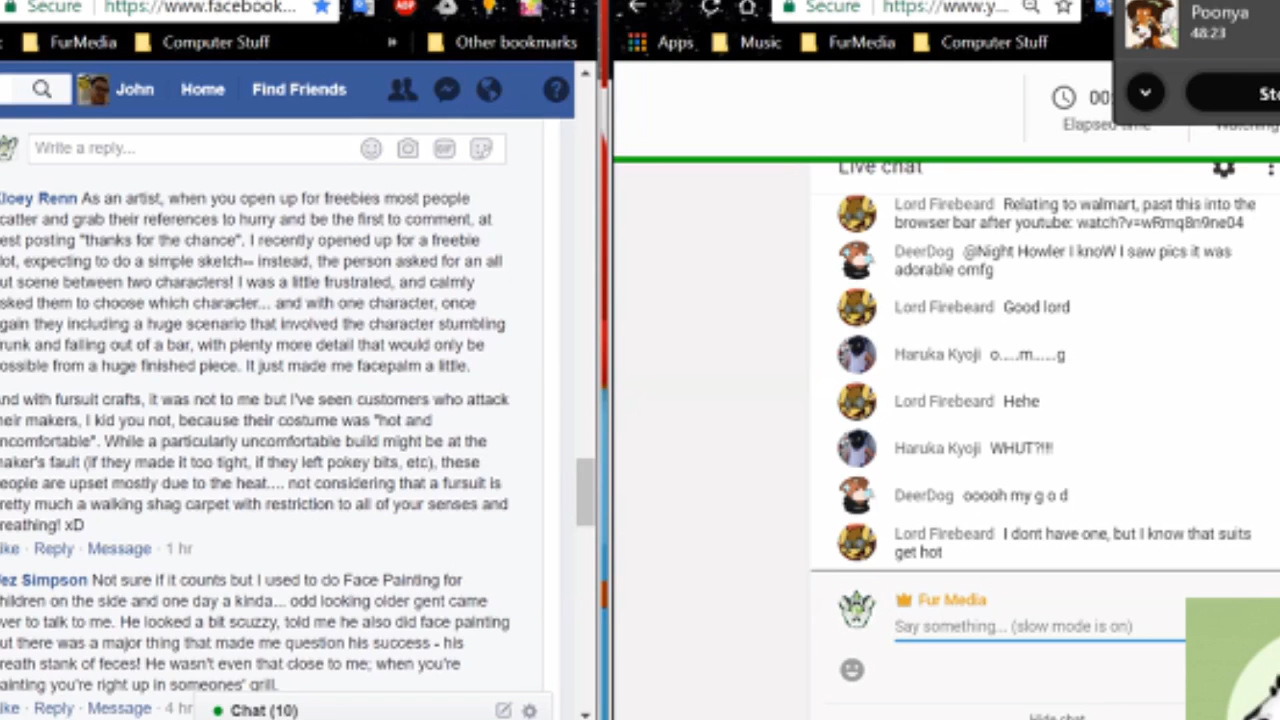 Secure https://www.facebook...
FurMedia Computer Stuff » Other bookmarks
John Home Find Friends
Write a reply...
GIF
Renn As an artist, when you open up for freebies most people
catter and grab their references to hurry and be the first to comment, at
est posting "thanks for the chance". I recently opened up for a freebie
lot, expecting to do a simple sketch-- instead, the person asked for an all
ut scene between two characters! I was a little frustrated, and calmly
sked them to choose which character... and with one character, once
gain they including a huge scenario that involved the character stumbling
runk and falling out of a bar, with plenty more detail that would only be
ossible from a huge finished piece. It just made me facepalm a little.
nd with fursuit crafts, it was not to me but I've seen customers who attack
heir makers, I kid you not, because their costume was "hot and
ncomfortable". While a particularly uncomfortable build might be at the
naker's fault (if they made it too tight, if they left pokey bits, etc), these
eople are upset mostly due to the heat.... not considering that a fursuit is
retty much a walking shag carpet with restriction to all of your senses and
reathing! xD
ike · Reply · Message · 1 hr
ez Simpson Not sure if it counts but I used to do Face Painting for
hildren on the side and one day a kinda... odd looking older gent came
ver to talk to me. He looked a bit scuzzy, told me he also did face painting
ut there was a major thing that made me question his success - his
reath stank of feces! He wasn't even that close to me; when you're
ainting you're right up in someones' grill.
ike · Reply · Message · 4 hr
Chat (10)
Secure https://www.y...
Apps Music FurMedia Computer Stuff
Poonya
48:23
Sto
00:
Elapsed time
Live chat
Lord Firebeard Relating to walmart, past this into the
browser bar after youtube: watch?v=wRmq8n9ne04
DeerDog @Night Howler I knoW I saw pics it was
adorable omfg
Lord Firebeard Good lord
Haruka Kyoji o.....m.....g
Lord Firebeard Hehe
Haruka Kyoji WHUT?!!!
DeerDog ooooh my g o d
Lord Firebeard I dont have one, but I know that suits
get hot
Fur Media
Say something... (slow mode is on)
Hide chat